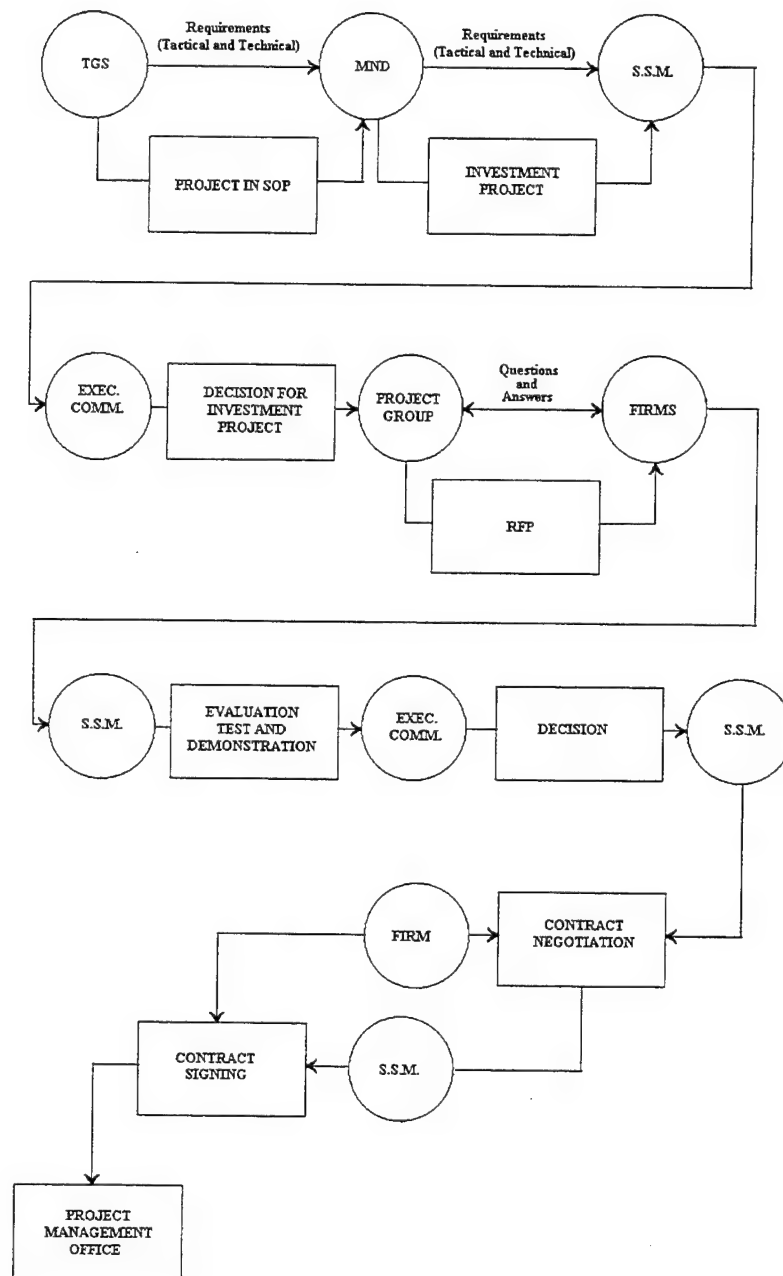 Requirements
(Tactical and Technical)
Requirements
(Tactical and Technical)
TGS
MND
S.S.M.
PROJECT IN SOP
INVESTMENT
PROJECT
EXEC.
COMM.
DECISION FOR
INVESTMENT
PROJECT
PROJECT
GROUP
Questions
and
Answers
FIRMS
RFP
S.S.M.
EVALUATION
TEST AND
DEMONSTRATION
EXEC.
COMM.
DECISION
S.S.M.
FIRM
CONTRACT
NEGOTIATION
CONTRACT
SIGNING
S.S.M.
PROJECT
MANAGEMENT
OFFICE